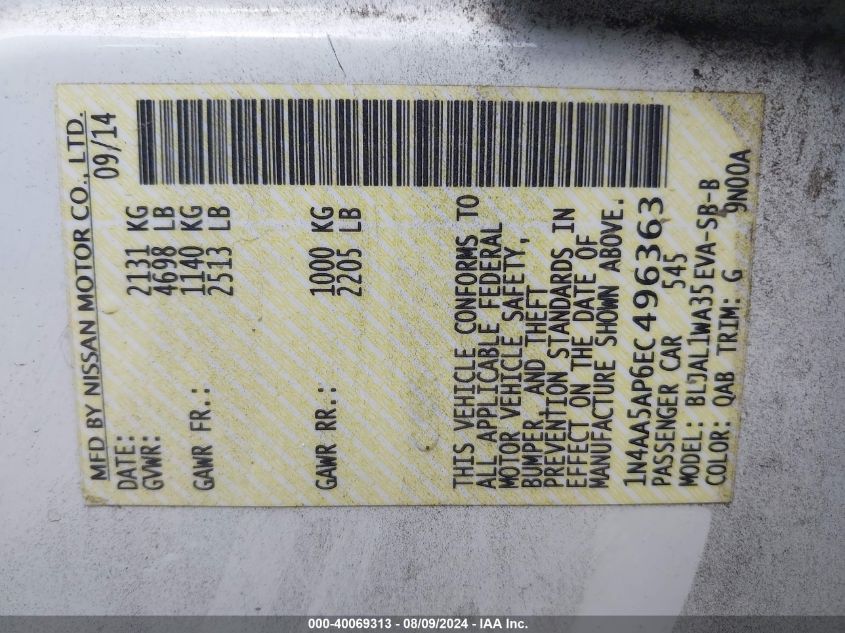 MFD BY NISSAN MOTOR CO., LTD.
DATE: 09/14
GVWR: 2131 KG
4698 LB
GAWR FR.: 1140 KG
2513 LB
GAWR RR.: 1000 KG
2205 LB
THIS VEHICLE CONFORMS TO
ALL APPLICABLE FEDERAL
MOTOR VEHICLE SAFETY,
BUMPER, AND THEFT
PREVENTION STANDARDS IN
EFFECT ON THE DATE OF
MANUFACTURE SHOWN ABOVE.
1N4AA5AP6EC496363
PASSENGER CAR 545
MODEL: BLJAL1WA35EVA-SB-B
COLOR: QAB TRIM: G 9N00A
000-40069313 - 08/09/2024 - IAA Inc.